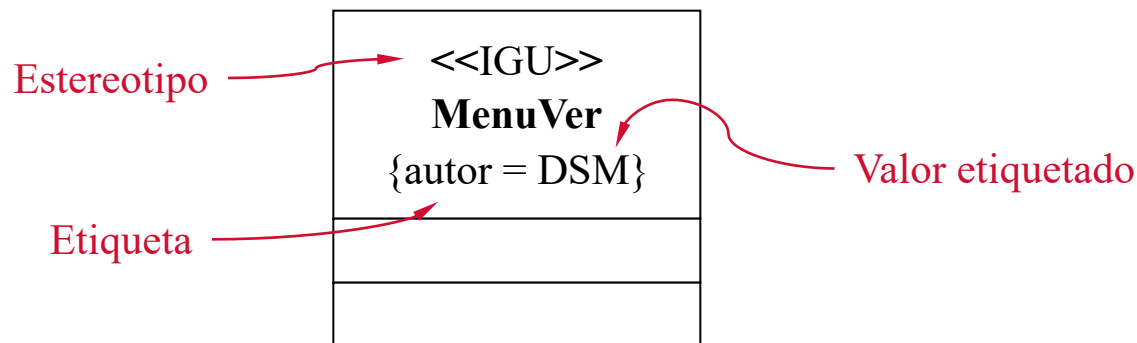 <<IGU>>
Estereotipo
MenuVer
{autor = DSM}
Valor etiquetado
Etiqueta